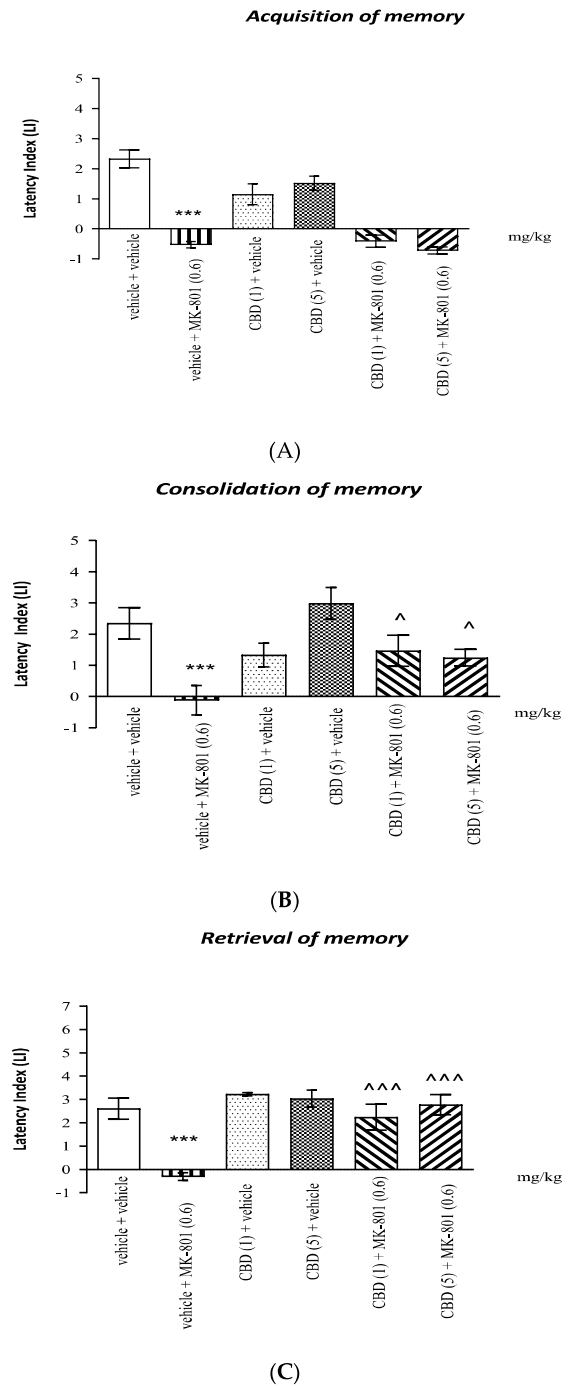 Acquisition of memory
Latency Index (LI)
5
4
3
2
1
0
-1
***
mg/kg
vehicle + vehicle
vehicle + MK-801 (0.6)
CBD (1) + vehicle
CBD (5) + vehicle
CBD (1) + MK-801 (0.6)
CBD (5) + MK-801 (0.6)
(A)
Consolidation of memory
Latency Index (LI)
5
4
3
2
1
0
-1
***
^
^
mg/kg
vehicle + vehicle
vehicle + MK-801 (0.6)
CBD (1) + vehicle
CBD (5) + vehicle
CBD (1) + MK-801 (0.6)
CBD (5) + MK-801 (0.6)
(B)
Retrieval of memory
Latency Index (LI)
7
6
5
4
3
2
1
0
-1
***
^^^
^^^
mg/kg
vehicle + vehicle
vehicle + MK-801 (0.6)
CBD (1) + vehicle
CBD (5) + vehicle
CBD (1) + MK-801 (0.6)
CBD (5) + MK-801 (0.6)
(C)